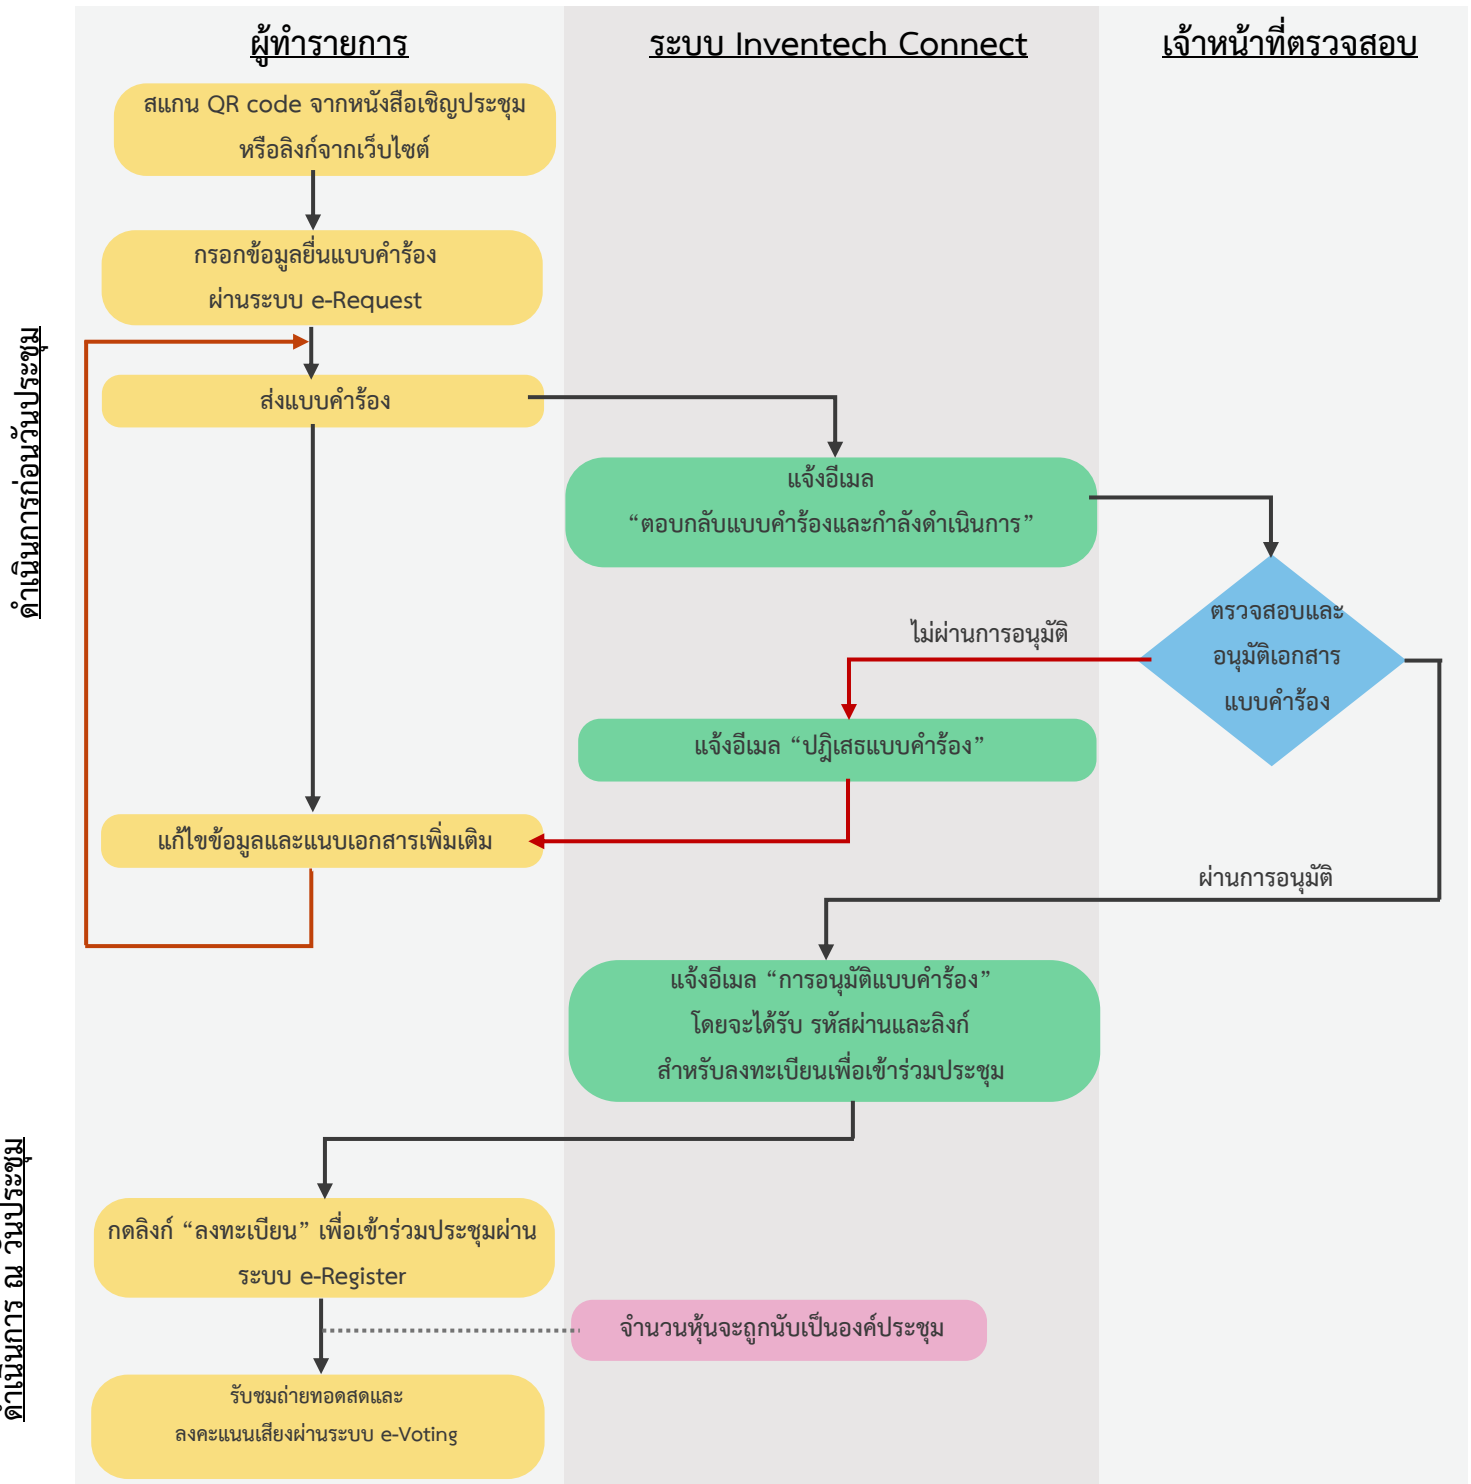 ผู้ทำรายการ
ระบบ Inventech Connect
เจ้าหน้าที่ตรวจสอบ
ดำเนินการก่อนวันประชุม
สแกน QR code จากหนังสือเชิญประชุม
หรือลิงก์จากเว็บไซต์
กรอกข้อมูลยื่นแบบคำร้อง
ผ่านระบบ e-Request
ส่งแบบคำร้อง
แจ้งอีเมล
“ตอบกลับแบบคำร้องและกำลังดำเนินการ”
ตรวจสอบและ
อนุมัติเอกสาร
แบบคำร้อง
ไม่ผ่านการอนุมัติ
แจ้งอีเมล “ปฎิเสธแบบคำร้อง”
แก้ไขข้อมูลและแนบเอกสารเพิ่มเติม
ผ่านการอนุมัติ
แจ้งอีเมล “การอนุมัติแบบคำร้อง”
โดยจะได้รับ รหัสผ่านและลิงก์
สำหรับลงทะเบียนเพื่อเข้าร่วมประชุม
ดำเนินการ ณ วันประชุม
กดลิงก์ “ลงทะเบียน” เพื่อเข้าร่วมประชุมผ่าน
ระบบ e-Register
จำนวนหุ้นจะถูกนับเป็นองค์ประชุม
รับชมถ่ายทอดสดและ
ลงคะแนนเสียงผ่านระบบ e-Voting